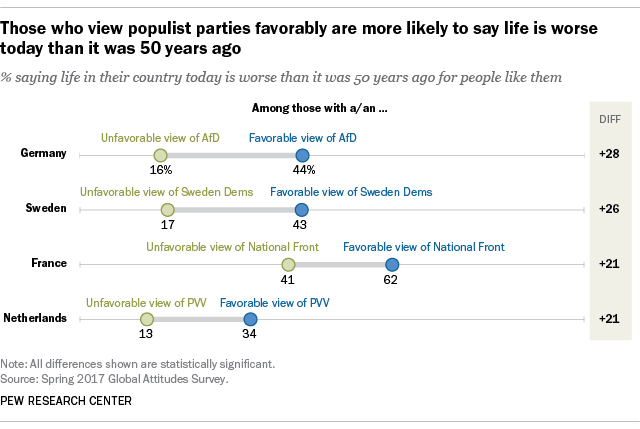 Those who view populist parties favorably are more likely to say life is worse
today than it was 50 years ago
% saying life in their country today is worse than it was 50 years ago for people like them
Among those with a/an ...
DIFF
Unfavorable view of AfD Favorable view of AfD
Germany +28
16% 44%
Unfavorable view of Sweden Dems Favorable view of Sweden Dems
Sweden +26
17 43
Unfavorable view of National Front Favorable view of National Front
France +21
41 62
Unfavorable view of PVV Favorable view of PVV
Netherlands +21
13 34
Note: All differences shown are statistically significant.
Source: Spring 2017 Global Attitudes Survey.
PEW RESEARCH CENTER